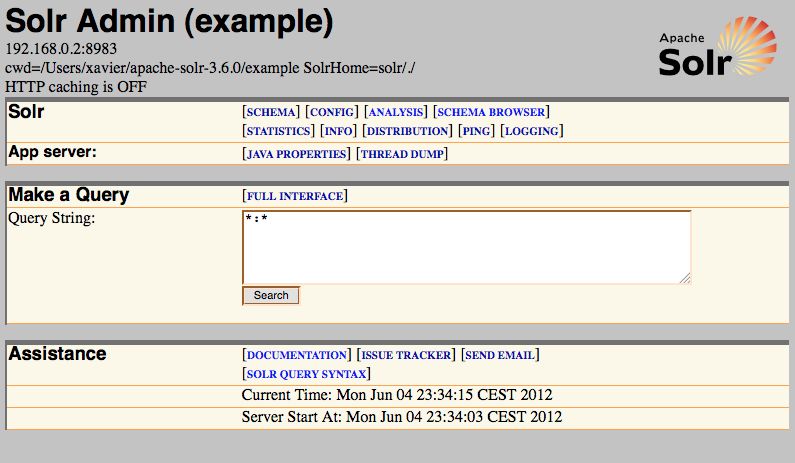 Solr Admin (example)
192.168.0.2:8983
cwd=/Users/xavier/apache-solr-3.6.0/example SolrHome=solr/./
HTTP caching is OFF
Apache
Solr
Solr [SCHEMA] [CONFIG] [ANALYSIS] [SCHEMA BROWSER]
[STATISTICS] [INFO] [DISTRIBUTION] [PING] [LOGGING]
App server: [JAVA PROPERTIES] [THREAD DUMP]
Make a Query [FULL INTERFACE]
Query String: *:*
Search
Assistance [DOCUMENTATION] [ISSUE TRACKER] [SEND EMAIL]
[SOLR QUERY SYNTAX]
Current Time: Mon Jun 04 23:34:15 CEST 2012
Server Start At: Mon Jun 04 23:34:03 CEST 2012